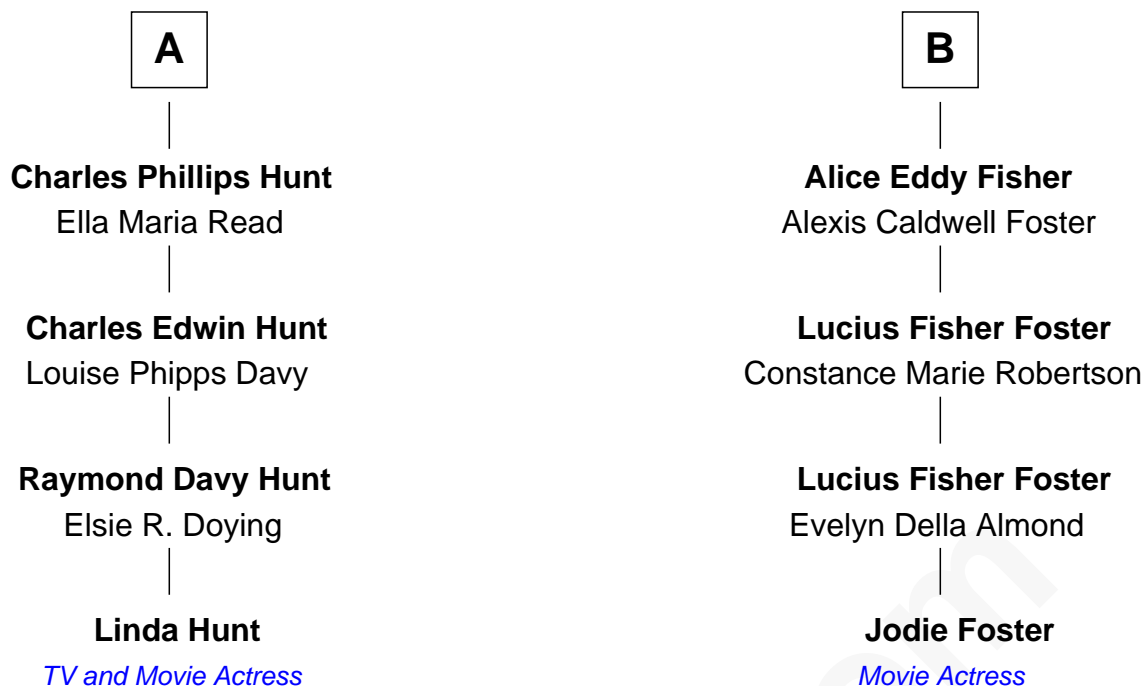 A
Charles Phillips Hunt
Ella Maria Read
Charles Edwin Hunt
Louise Phipps Davy
Raymond Davy Hunt
Elsie R. Doying
Linda Hunt
TV and Movie Actress
B
Alice Eddy Fisher
Alexis Caldwell Foster
Lucius Fisher Foster
Constance Marie Robertson
Lucius Fisher Foster
Evelyn Della Almond
Jodie Foster
Movie Actress
om